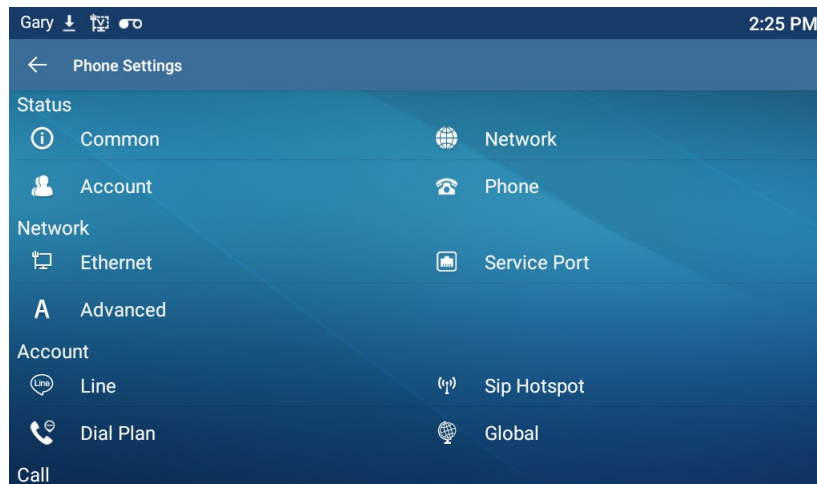 Gary 2:25 PM
Phone Settings
Status
Common Network
Account Phone
Network
Ethernet Service Port
A Advanced
Account
Line Line Sip Hotspot
Dial Plan Global
Call